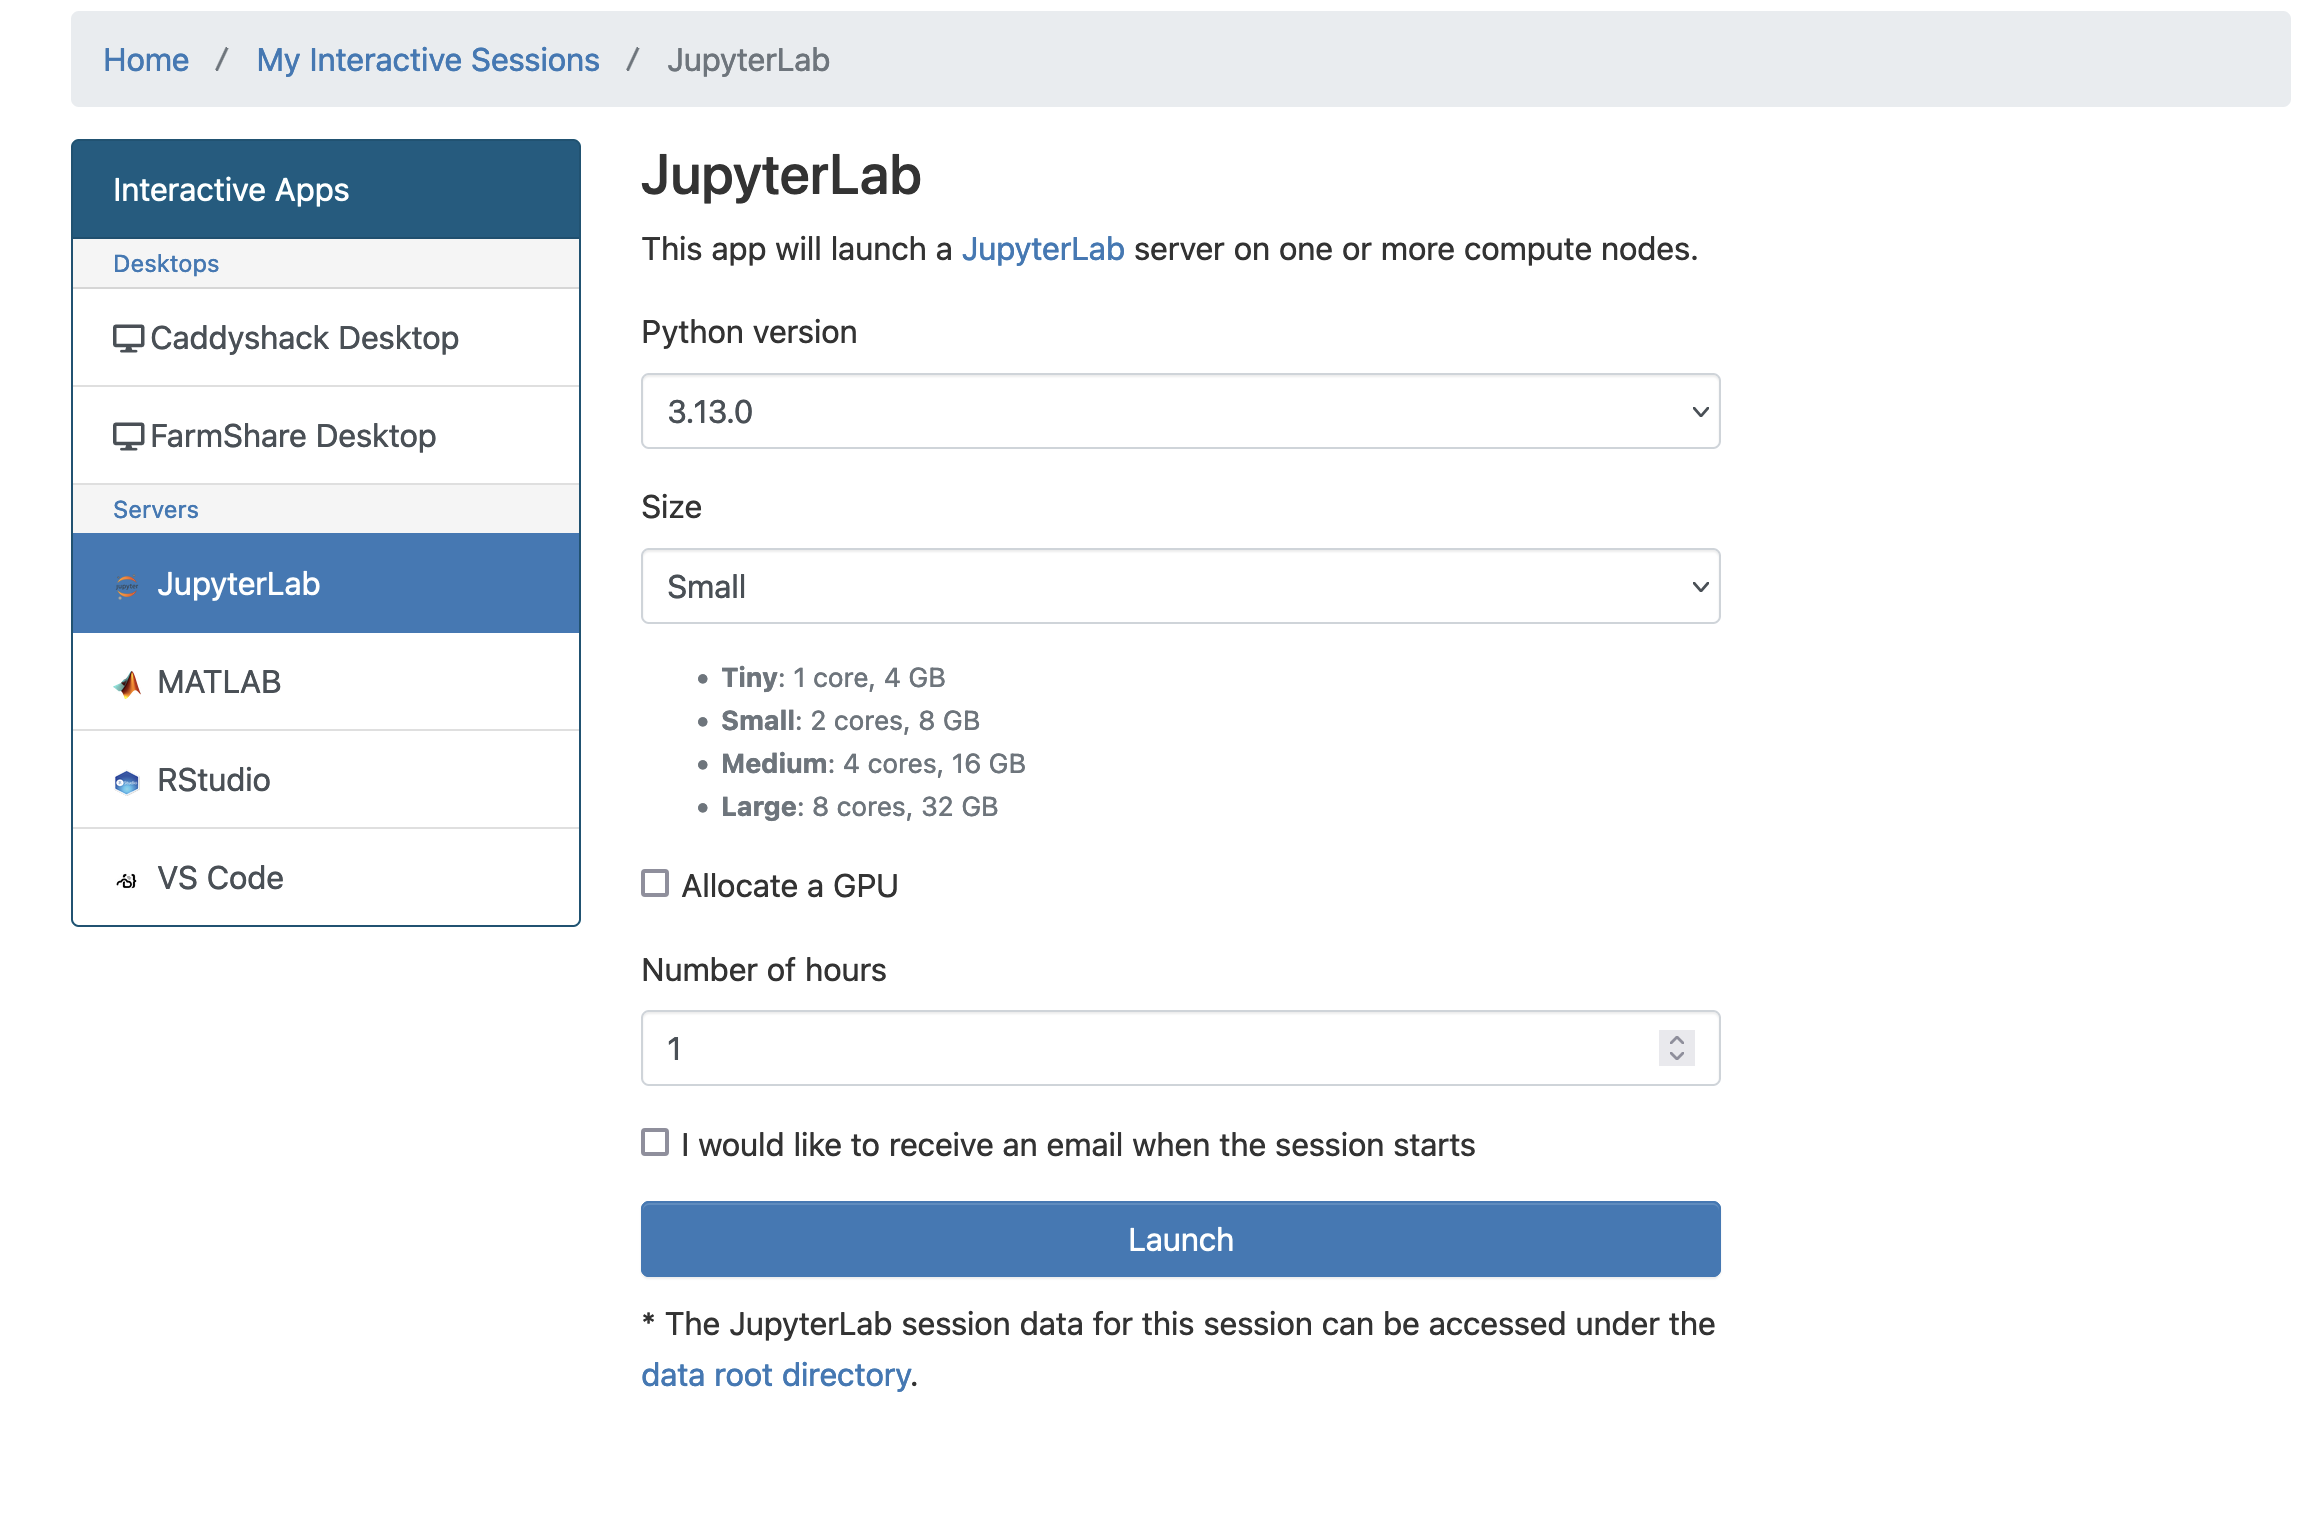 Home / My Interactive Sessions / JupyterLab
Interactive Apps
Desktops
Caddyshack Desktop
FarmShare Desktop
Servers
JupyterLab
MATLAB
RStudio
VS Code
JupyterLab
This app will launch a JupyterLab server on one or more compute nodes.
Python version
3.13.0
Size
Small
• Tiny: 1 core, 4 GB
• Small: 2 cores, 8 GB
• Medium: 4 cores, 16 GB
• Large: 8 cores, 32 GB
Allocate a GPU
Number of hours
1
I would like to receive an email when the session starts
Launch
* The JupyterLab session data for this session can be accessed under the
data root directory.